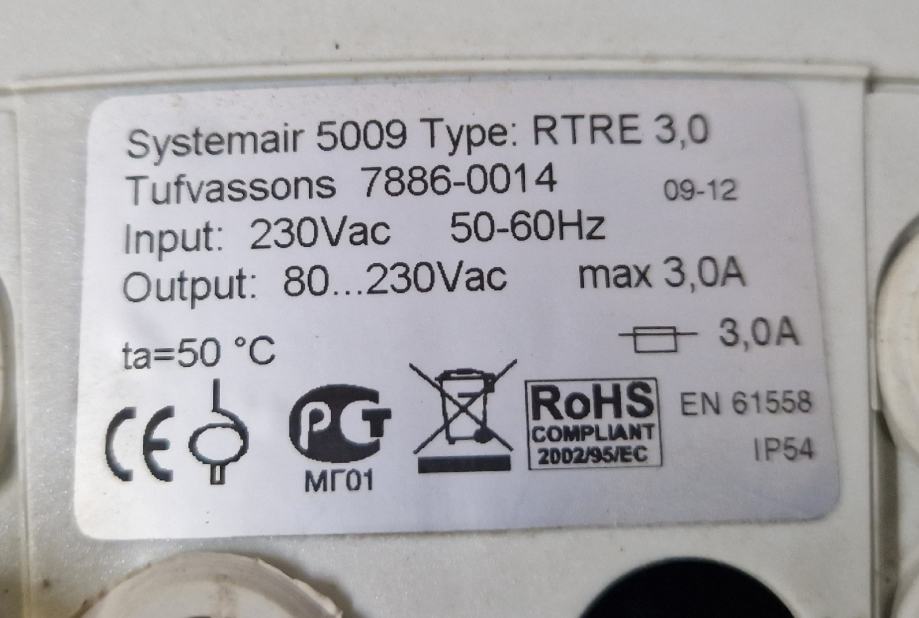 Systemair 5009 Type: RTRE 3,0
Tufvassons 7886-0014 09-12
Input: 230Vac 50-60Hz
Output: 80...230Vac max 3,0A
ta=50 °C 3,0A
CE PCT RoHS EN 61558
COMPLIANT
МГ01 2002/95/EC IP54